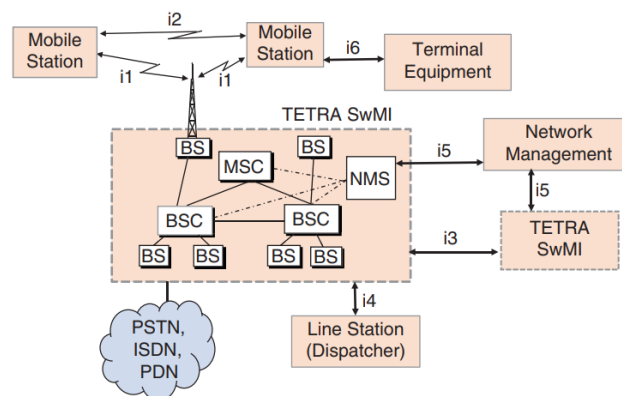 i2
Mobile
Station
Mobile
Station
i6
Terminal
Equipment
i1
i1
TETRA SwMI
BS
BS
MSC
NMS
i5
Network
Management
i5
BSC
BSC
BS
BS
BS
BS
i3
TETRA
SwMI
i4
PSTN,
ISDN,
PDN
Line Station
(Dispatcher)